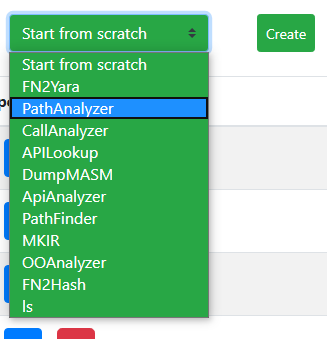 Start from scratch
Create
Start from scratch
FN2Yara
PathAnalyzer
CallAnalyzer
APILookup
DumpMASM
ApiAnalyzer
PathFinder
MKIR
OOAnalyzer
FN2Hash
ls